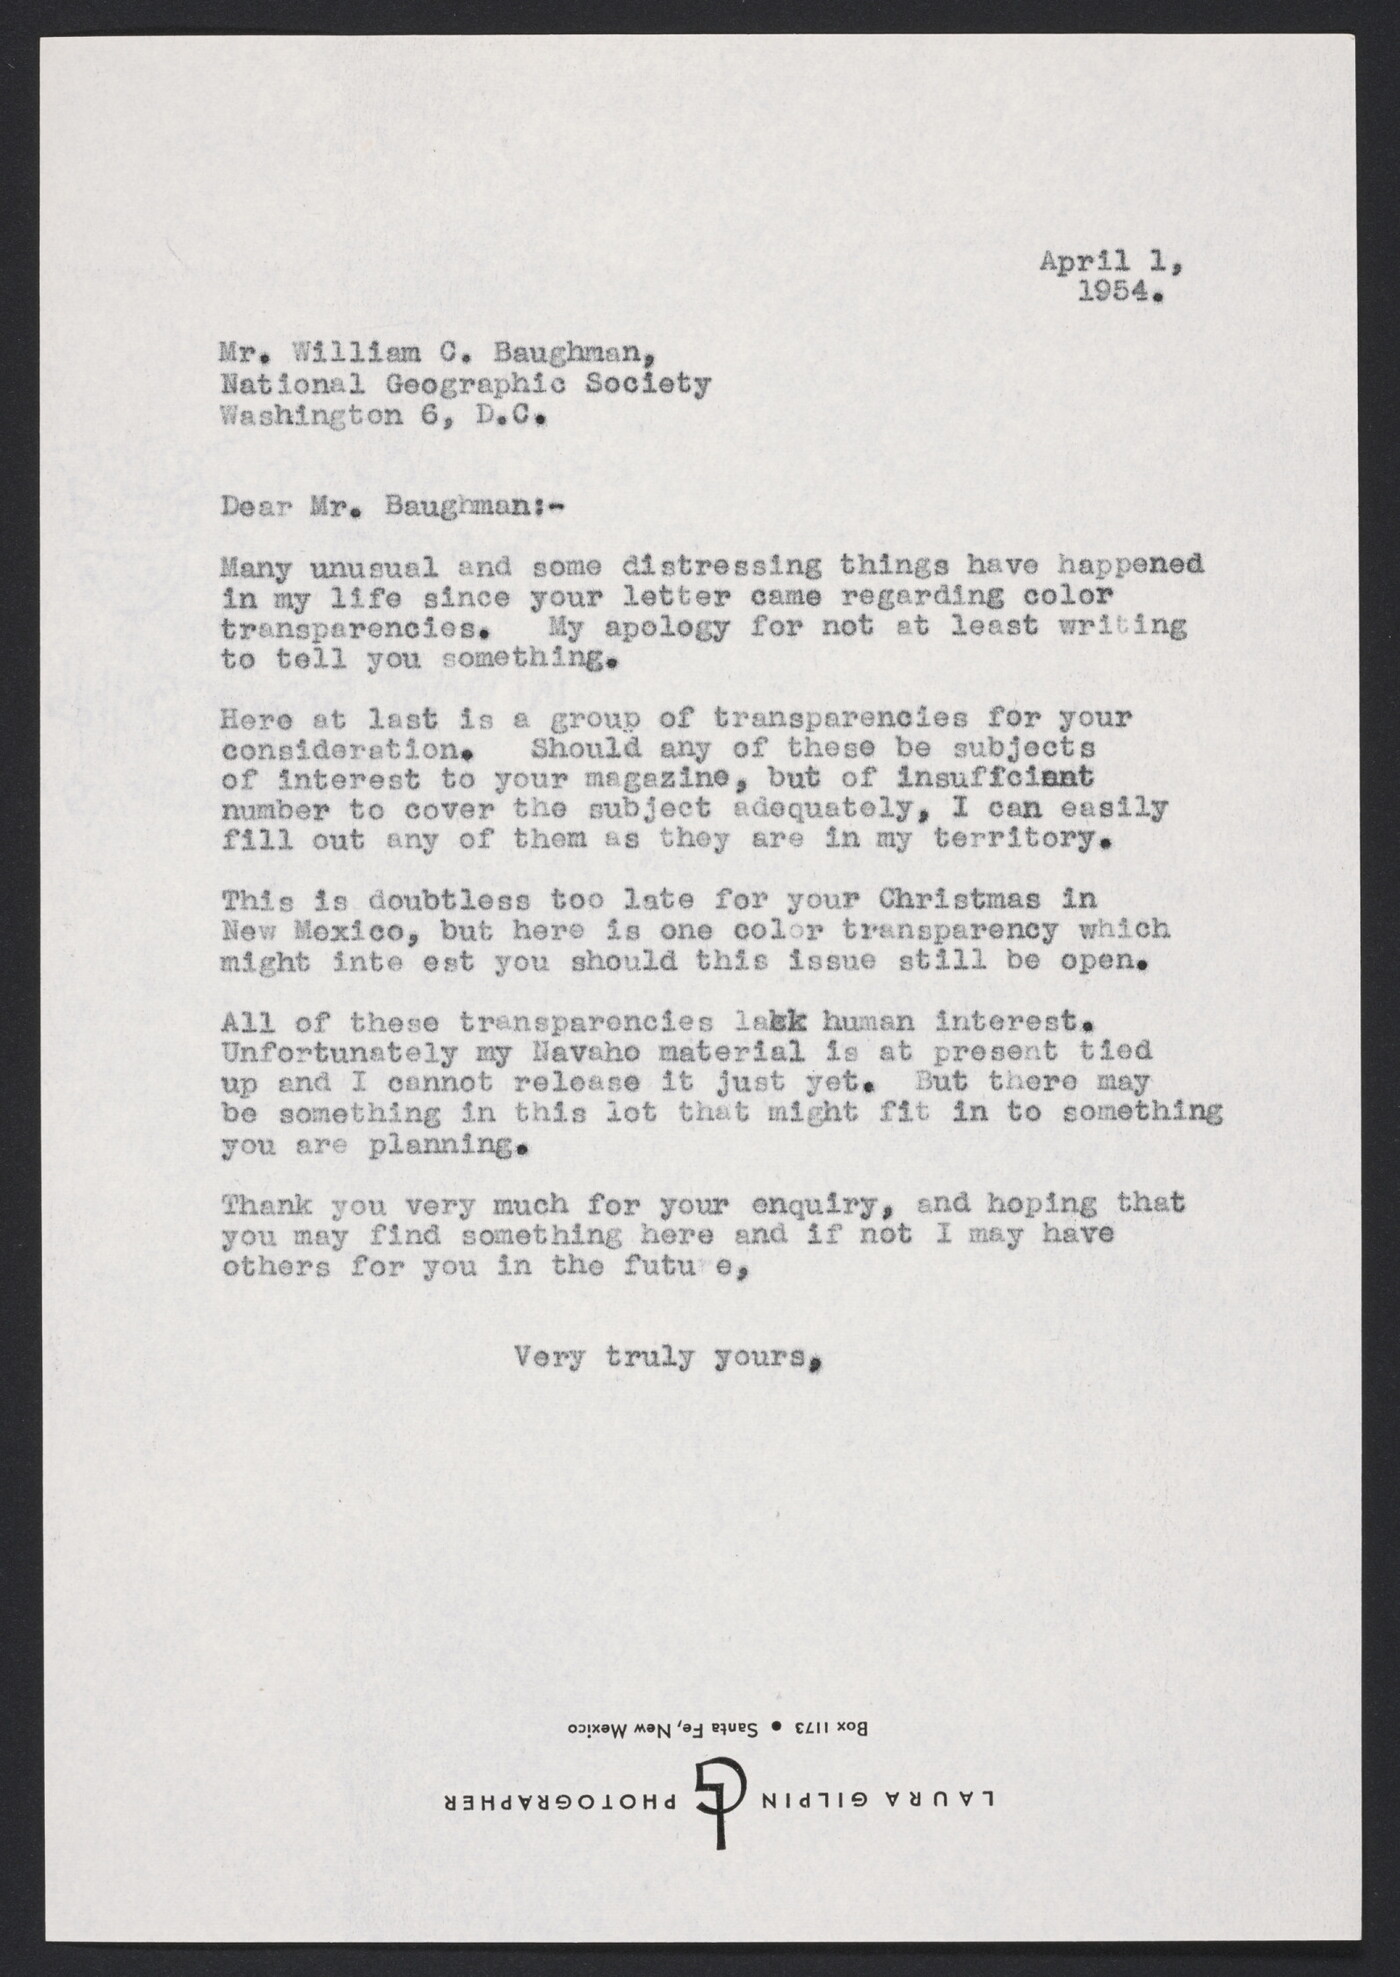 April 1,
1954.
Mr. William C. Baughman,
National Geographic Society
Washington 6, D.C.
Dear Mr. Baughman:-
Many unusual and some distressing things have happened
in my life since your letter came regarding color
transparencies. My apology for not at least writing
to tell you something.
Here at last is a group of transparencies for your
consideration. Should any of these be subjects
of interest to your magazine, but of insuffcient
number to cover the subject adequately, I can easily
fill out any of them as they are in my territory.
This is doubtless too late for your Christmas in
New Mexico, but here is one color transparency which
might inte est you should this issue still be open.
All of these transparencies lack human interest.
Unfortunately my Navaho material is at present tied
up and I cannot release it just yet. But there may
be something in this lot that might fit in to something
you are planning.
Thank you very much for your enquiry, and hoping that
you may find something here and if not I may have
others for you in the futu e,
Very truly yours,
LAURA GILPIN LG PHOTOGRAPHER
Box 1173 • Santa Fe, New Mexico